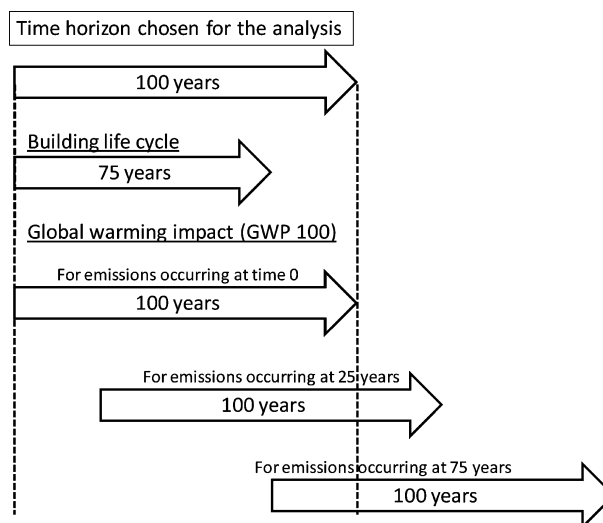 Time horizon chosen for the analysis
100 years
Building life cycle
75 years
Global warming impact (GWP 100)
For emissions occurring at time 0
100 years
For emissions occurring at 25 years
100 years
For emissions occurring at 75 years
100 years